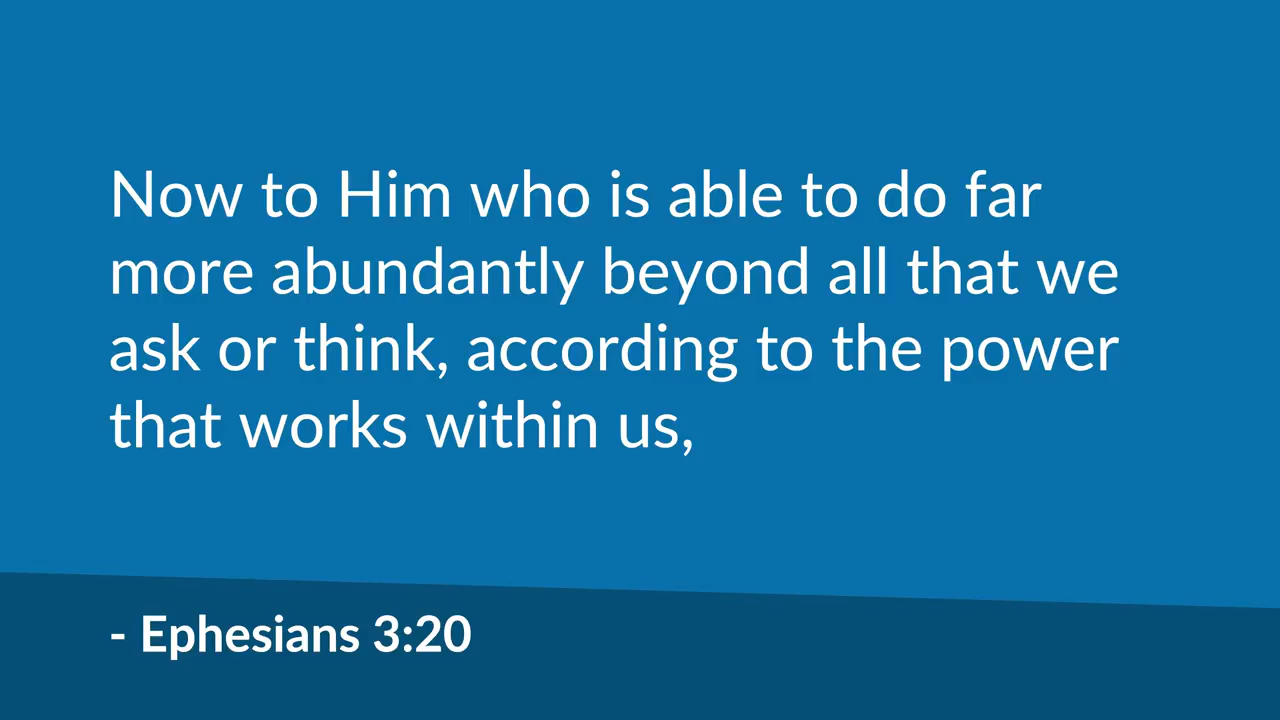 Now to Him who is able to do far
more abundantly beyond all that we
ask or think, according to the power
that works within us,
- Ephesians 3:20